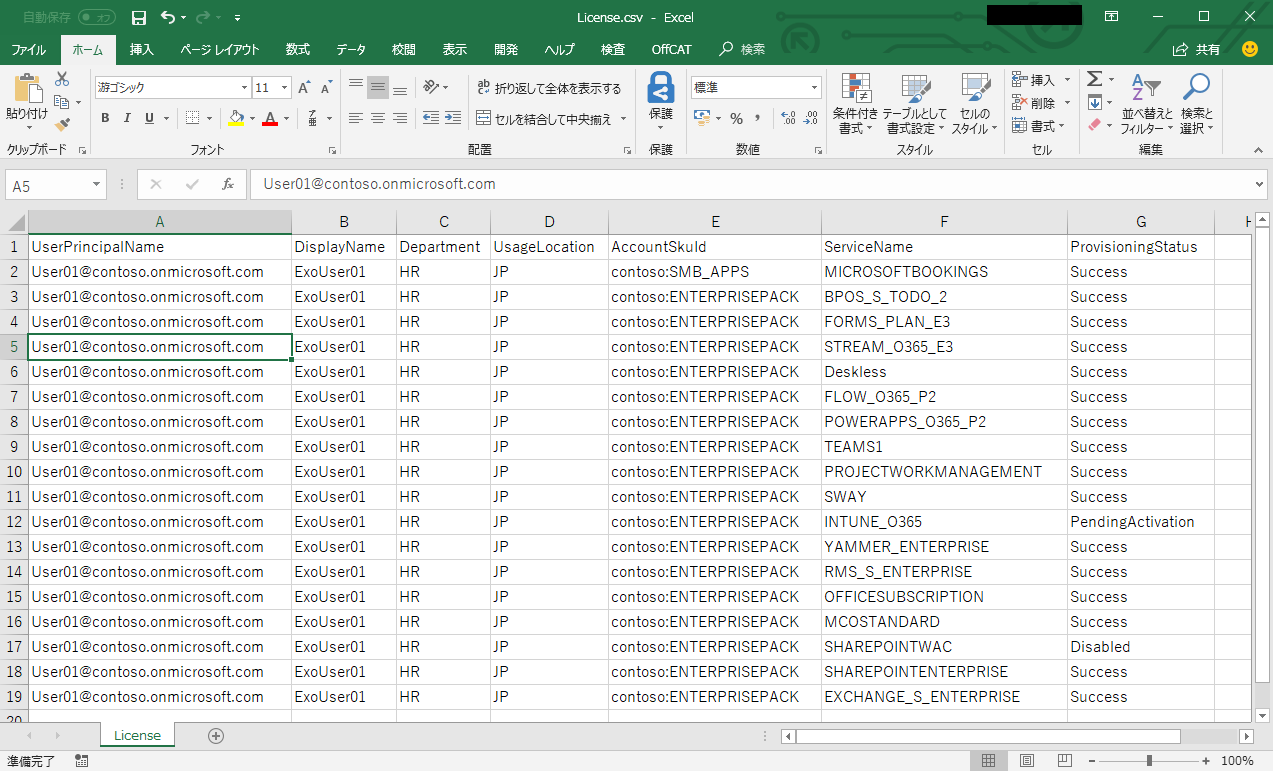 自動保存 オフ License.csv - Excel
ファイル ホーム 挿入 ページ レイアウト 数式 データ 校閲 表示 開発 ヘルプ 検査 OffCAT 検索 共有
貼り付け クリップボード
游ゴシック 11 A A
B I U A フォント
ab 折り返して全体を表示する
セルを結合して中央揃え 配置
保護 保護
標準
% , 数値
条件付き書式 テーブルとして書式設定 セルのスタイル スタイル
挿入 削除 書式 セル
Σ 並べ替えとフィルター 検索と選択 編集
A5 fx User01@contoso.onmicrosoft.com
A B C D E F G H
1 UserPrincipalName DisplayName Department UsageLocation AccountSkuId ServiceName ProvisioningStatus
2 User01@contoso.onmicrosoft.com ExoUser01 HR JP contoso:SMB_APPS MICROSOFTBOOKINGS Success
3 User01@contoso.onmicrosoft.com ExoUser01 HR JP contoso:ENTERPRISEPACK BPOS_S_TODO_2 Success
4 User01@contoso.onmicrosoft.com ExoUser01 HR JP contoso:ENTERPRISEPACK FORMS_PLAN_E3 Success
5 User01@contoso.onmicrosoft.com ExoUser01 HR JP contoso:ENTERPRISEPACK STREAM_O365_E3 Success
6 User01@contoso.onmicrosoft.com ExoUser01 HR JP contoso:ENTERPRISEPACK Deskless Success
7 User01@contoso.onmicrosoft.com ExoUser01 HR JP contoso:ENTERPRISEPACK FLOW_O365_P2 Success
8 User01@contoso.onmicrosoft.com ExoUser01 HR JP contoso:ENTERPRISEPACK POWERAPPS_O365_P2 Success
9 User01@contoso.onmicrosoft.com ExoUser01 HR JP contoso:ENTERPRISEPACK TEAMS1 Success
10 User01@contoso.onmicrosoft.com ExoUser01 HR JP contoso:ENTERPRISEPACK PROJECTWORKMANAGEMENT Success
11 User01@contoso.onmicrosoft.com ExoUser01 HR JP contoso:ENTERPRISEPACK SWAY Success
12 User01@contoso.onmicrosoft.com ExoUser01 HR JP contoso:ENTERPRISEPACK INTUNE_O365 PendingActivation
13 User01@contoso.onmicrosoft.com ExoUser01 HR JP contoso:ENTERPRISEPACK YAMMER_ENTERPRISE Success
14 User01@contoso.onmicrosoft.com ExoUser01 HR JP contoso:ENTERPRISEPACK RMS_S_ENTERPRISE Success
15 User01@contoso.onmicrosoft.com ExoUser01 HR JP contoso:ENTERPRISEPACK OFFICESUBSCRIPTION Success
16 User01@contoso.onmicrosoft.com ExoUser01 HR JP contoso:ENTERPRISEPACK MCOSTANDARD Success
17 User01@contoso.onmicrosoft.com ExoUser01 HR JP contoso:ENTERPRISEPACK SHAREPOINTWAC Disabled
18 User01@contoso.onmicrosoft.com ExoUser01 HR JP contoso:ENTERPRISEPACK SHAREPOINTENTERPRISE Success
19 User01@contoso.onmicrosoft.com ExoUser01 HR JP contoso:ENTERPRISEPACK EXCHANGE_S_ENTERPRISE Success
20
License
準備完了 100%